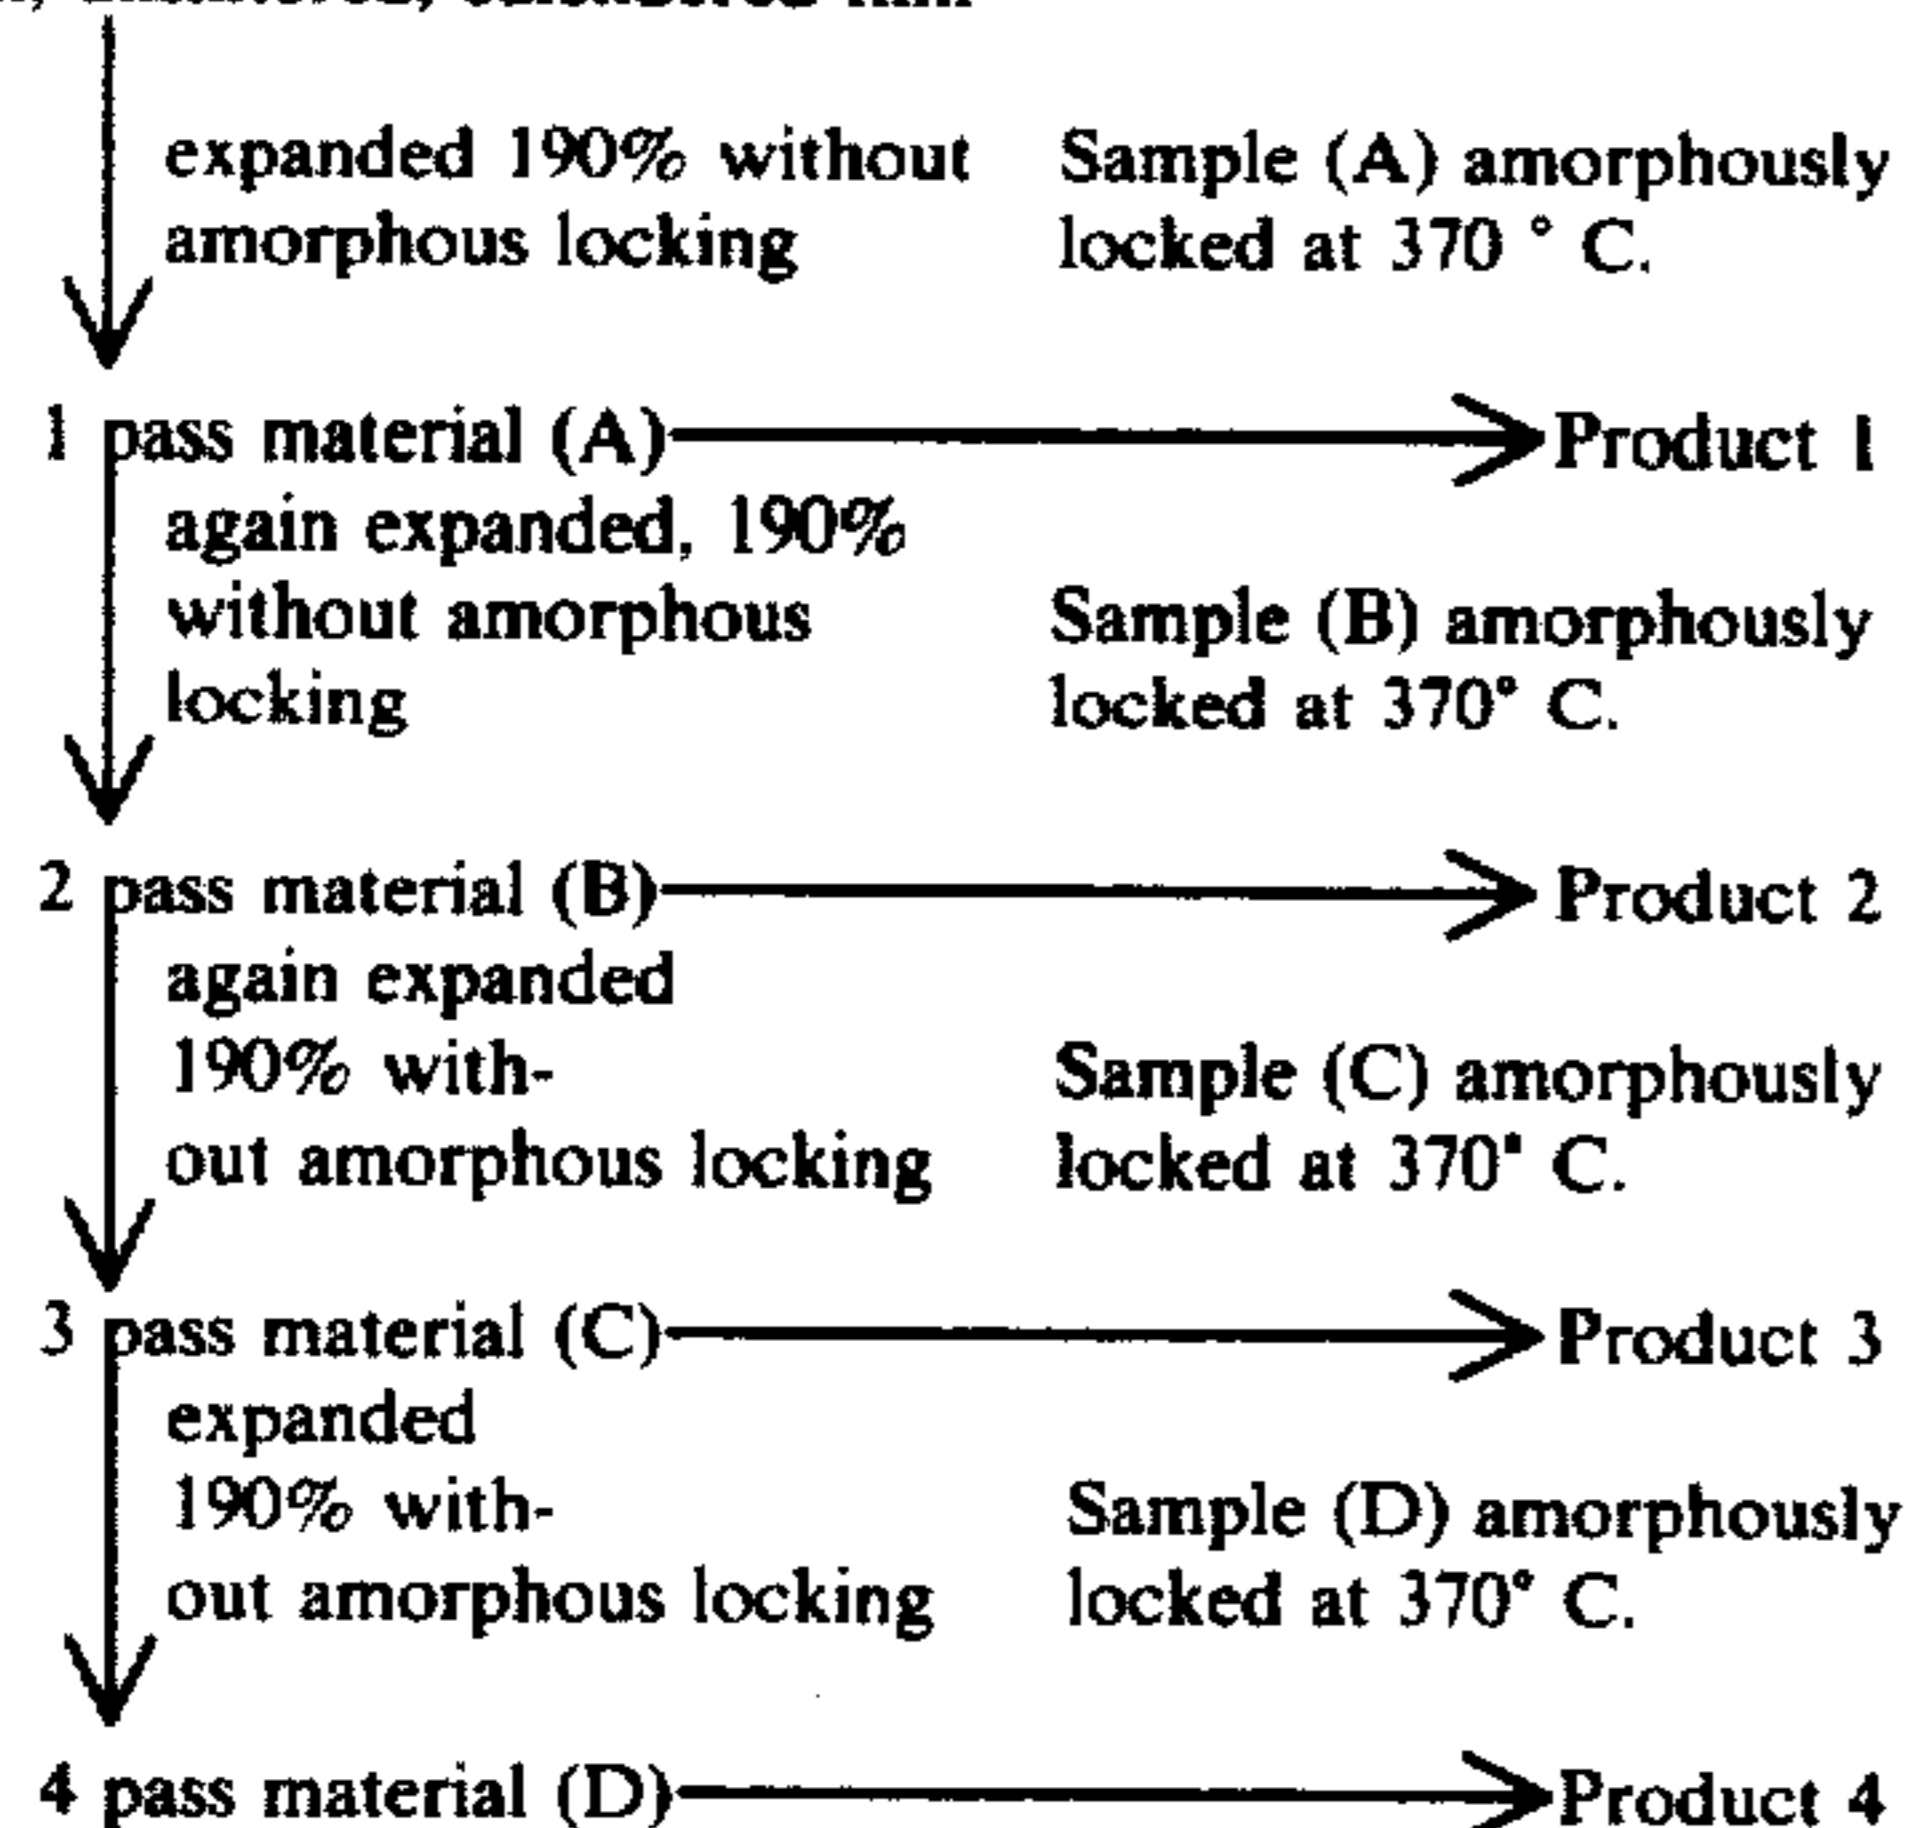 expanded 190% without
amorphous locking
Sample (A) amorphously
locked at 370 ° C.
1 pass material (A)
Product 1
again expanded, 190%
without amorphous
locking
Sample (B) amorphously
locked at 370° C.
2 pass material (B)
Product 2
again expanded
190% with-
out amorphous locking
Sample (C) amorphously
locked at 370° C.
3 pass material (C)
Product 3
expanded
190% with-
out amorphous locking
Sample (D) amorphously
locked at 370° C.
4 pass material (D)
Product 4